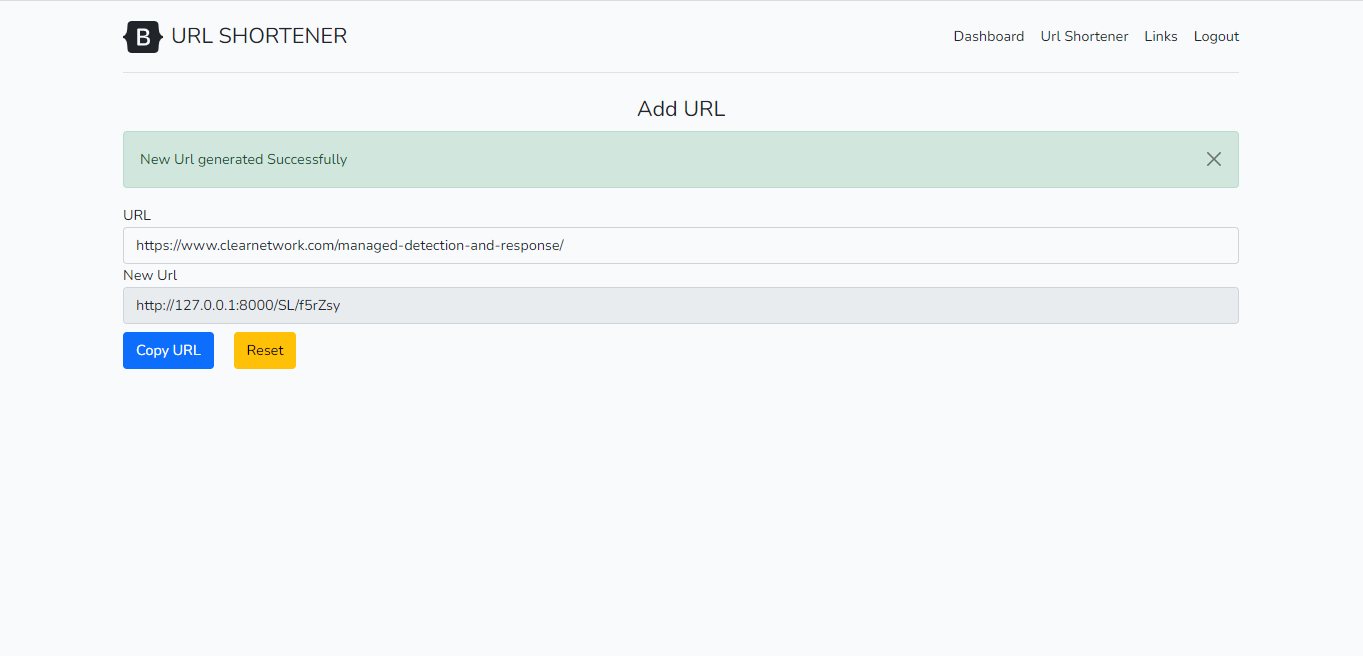 B URL SHORTENER
Dashboard Url Shortener Links Logout
Add URL
New Url generated Successfully
URL
https://www.clearnetwork.com/managed-detection-and-response/
New Url
http://127.0.0.1:8000/SL/f5rZsy
Copy URL Reset